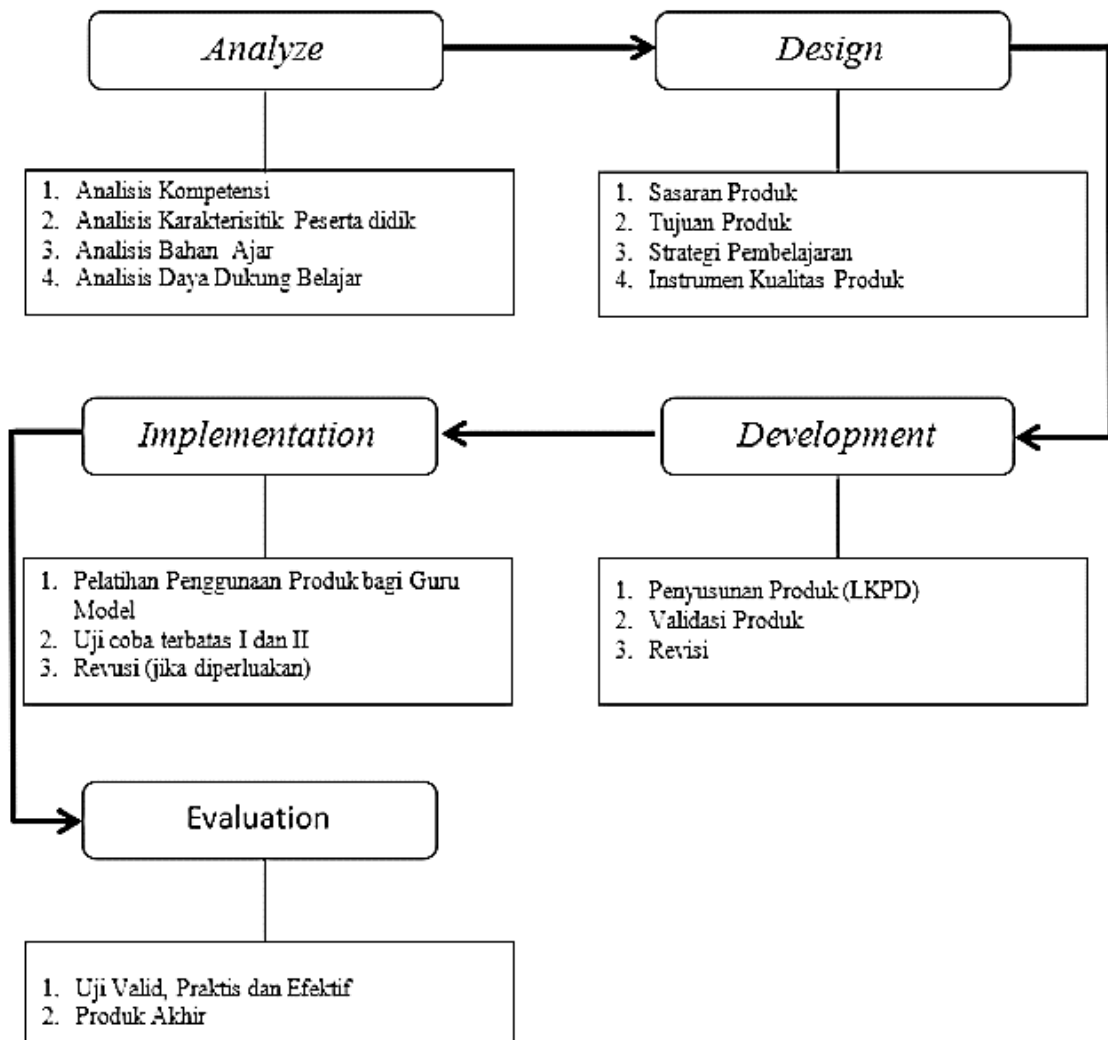 Analyze
Design
1. Analisis Kompetensi
2. Analisis Karakterisitik Peserta didik
3. Analisis Bahan Ajar
4. Analisis Daya Dukung Belajar
1. Sasaran Produk
2. Tujuan Produk
3. Strategi Pembelajaran
4. Instrumen Kualitas Produk
Implementation
Development
1. Pelatihan Penggunaan Produk bagi Guru
Model
2. Uji coba terbatas I dan II
3. Revusi (jika diperluakan)
1. Penyusunan Produk (LKPD)
2. Validasi Produk
3. Revisi
Evaluation
1. Uji Valid, Praktis dan Efektif
2. Produk Akhir